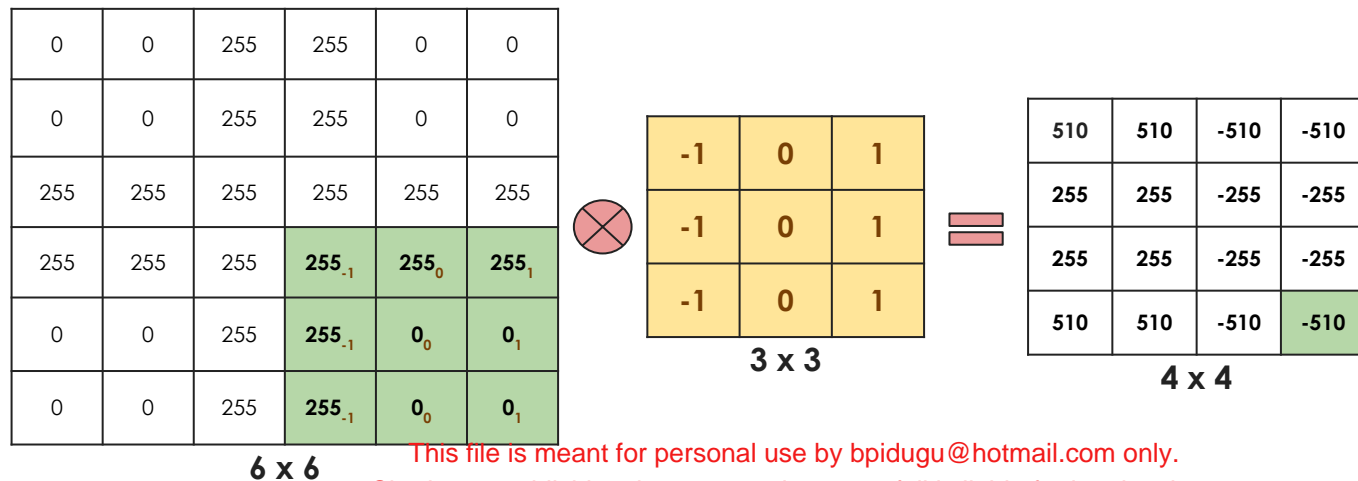 0 0 255 255 0 0
0 0 255 255 0 0
255 255 255 255 255 255
255 255 255 255₋₁ 255₀ 255₁
0 0 255 255₋₁ 0₀ 0₁
0 0 255 255₋₁ 0₀ 0₁
6 x 6
-1 0 1
-1 0 1
-1 0 1
3 x 3
510 510 -510 -510
255 255 -255 -255
255 255 -255 -255
510 510 -510 -510
4 x 4
This file is meant for personal use by bpidugu@hotmail.com only.